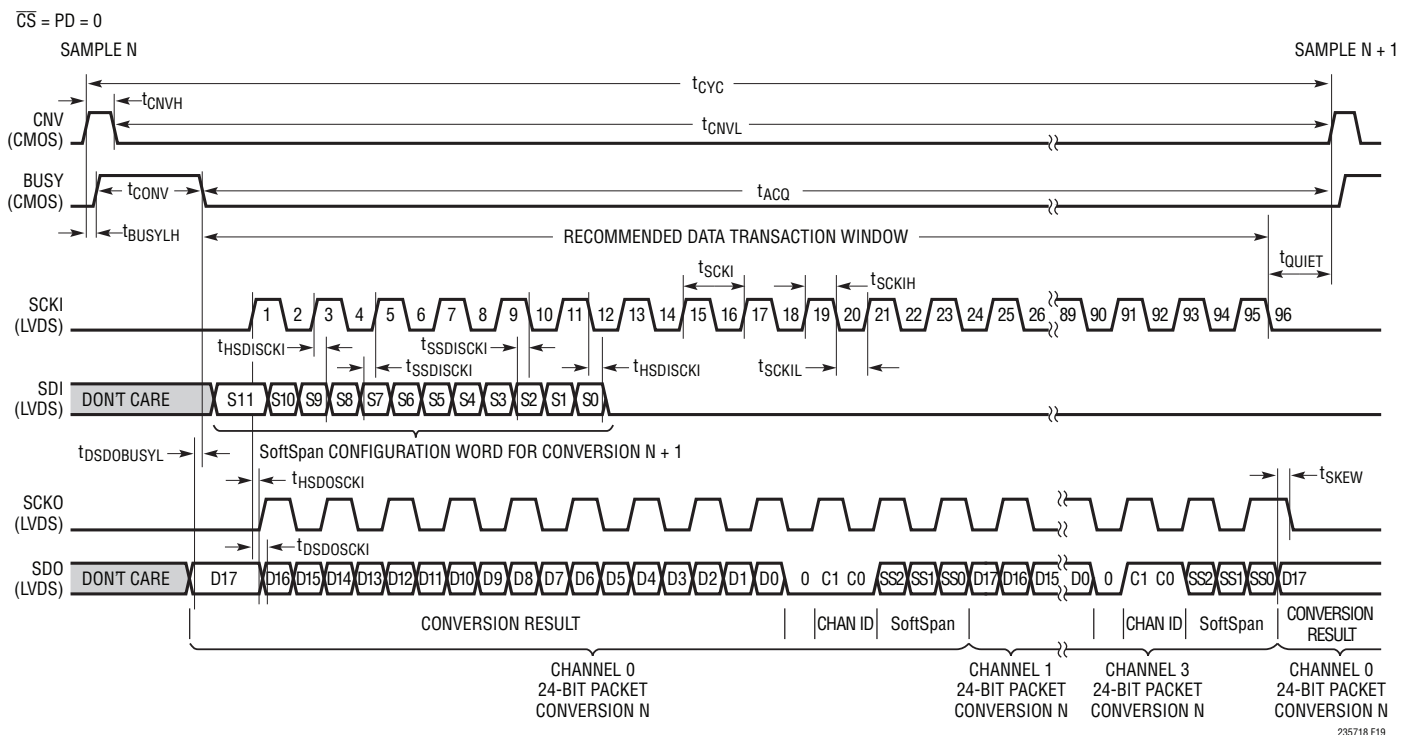 CS = PD = 0
SAMPLE N
SAMPLE N + 1
tCYC
tCNVH
CNV
(CMOS)
tCNVL
BUSY
(CMOS)
tCONV
tACQ
tBUSYLH
RECOMMENDED DATA TRANSACTION WINDOW
tQUIET
tSCKI
tSCKIH
SCKI
(LVDS)
1 2 3 4 5 6 7 8 9 10 11 12 13 14 15 16 17 18 19 20 21 22 23 24 25 26 89 90 91 92 93 94 95 96
tHSDISCKI
tSSDISCKI
tSSDISCKI
tHSDISCKI
tSCKIL
SDI
(LVDS)
DON'T CARE
S11 S10 S9 S8 S7 S6 S5 S4 S3 S2 S1 S0
tDSDOBUSYL
SoftSpan CONFIGURATION WORD FOR CONVERSION N + 1
tHSDOSCKI
tSKEW
SCKO
(LVDS)
tDSDOSCKI
SDO
(LVDS)
DON'T CARE
D17 D16 D15 D14 D13 D12 D11 D10 D9 D8 D7 D6 D5 D4 D3 D2 D1 D0 0 C1 C0 SS2 SS1 SS0 D17 D16 D15 D0 0 C1 C0 SS2 SS1 SS0 D17
CONVERSION RESULT
CHAN ID
SoftSpan
CHAN ID
SoftSpan
CONVERSION
RESULT
CHANNEL 0
24-BIT PACKET
CONVERSION N
CHANNEL 1
24-BIT PACKET
CONVERSION N
CHANNEL 3
24-BIT PACKET
CONVERSION N
CHANNEL 0
24-BIT PACKET
CONVERSION N
235718 F19